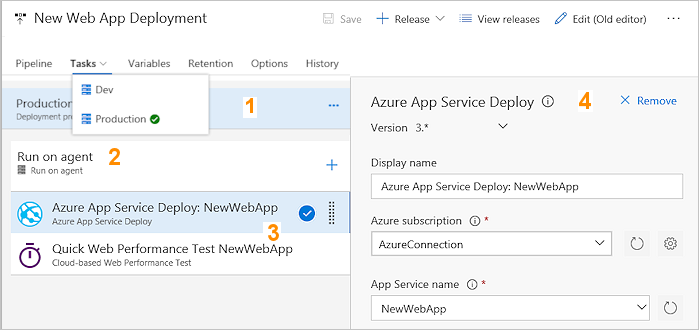 New Web App Deployment
Save
Release
View releases
Edit (Old editor)
...
Pipeline
Tasks
Variables
Retention
Options
History
Dev
Production
Production
Deployment pr
1
...
Run on agent
Run on agent
2
Azure App Service Deploy: NewWebApp
Azure App Service Deploy
3
Quick Web Performance Test NewWebApp
Cloud-based Web Performance Test
Azure App Service Deploy
4
Remove
Version 3.*
Display name
Azure App Service Deploy: NewWebApp
Azure subscription *
AzureConnection
App Service name *
NewWebApp